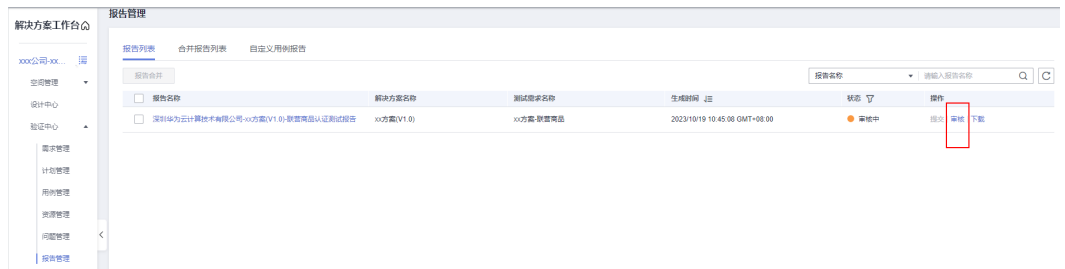 报告管理
解决方案工作台
xxx公司-xx...
空间管理
设计中心
验证中心
需求管理
计划管理
用例管理
资源管理
问题管理
报告管理
报告列表 合并报告列表 自定义用例报告
报告合并
报告名称 请输入报告名称
报告名称 解决方案名称 测试需求名称 生成时间 状态 操作
深圳华为云计算技术有限公司-xx方案(V1.0)-联营商品认证测试报告 xx方案(V1.0) xx方案-联营商品 2023/10/19 10:45:08 GMT+08:00 审核中 提交 审核 下载